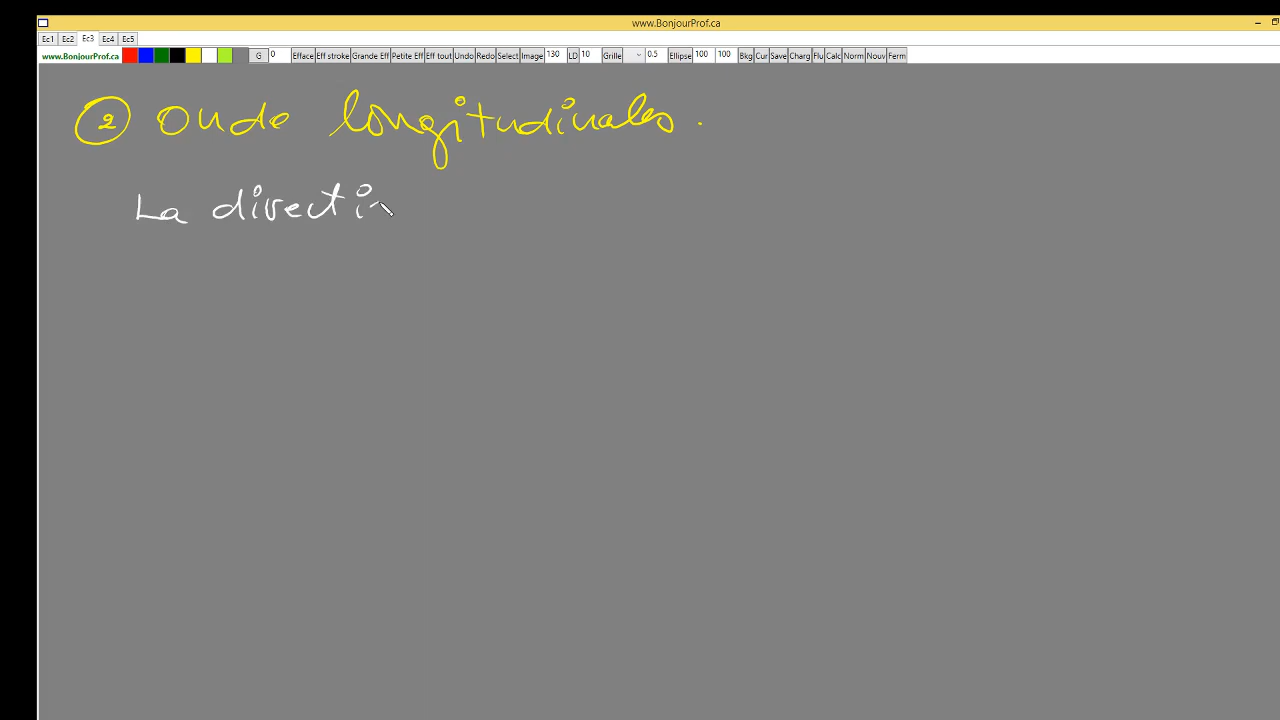 www.BonjourProf.ca
Ec1 Ec2 Ec3 Ec4 Ec5
www.BonjourProf.ca G 0 Efface Eff stroke Grande Eff Petite Eff Eff tout Undo Redo Select Image 130 LD 10 Grille 0.5 Ellipse 100 100 Bkg Cur Save Charg Flu Calc Norm Nouv Ferm
2 Onde longitudinales.
La directi